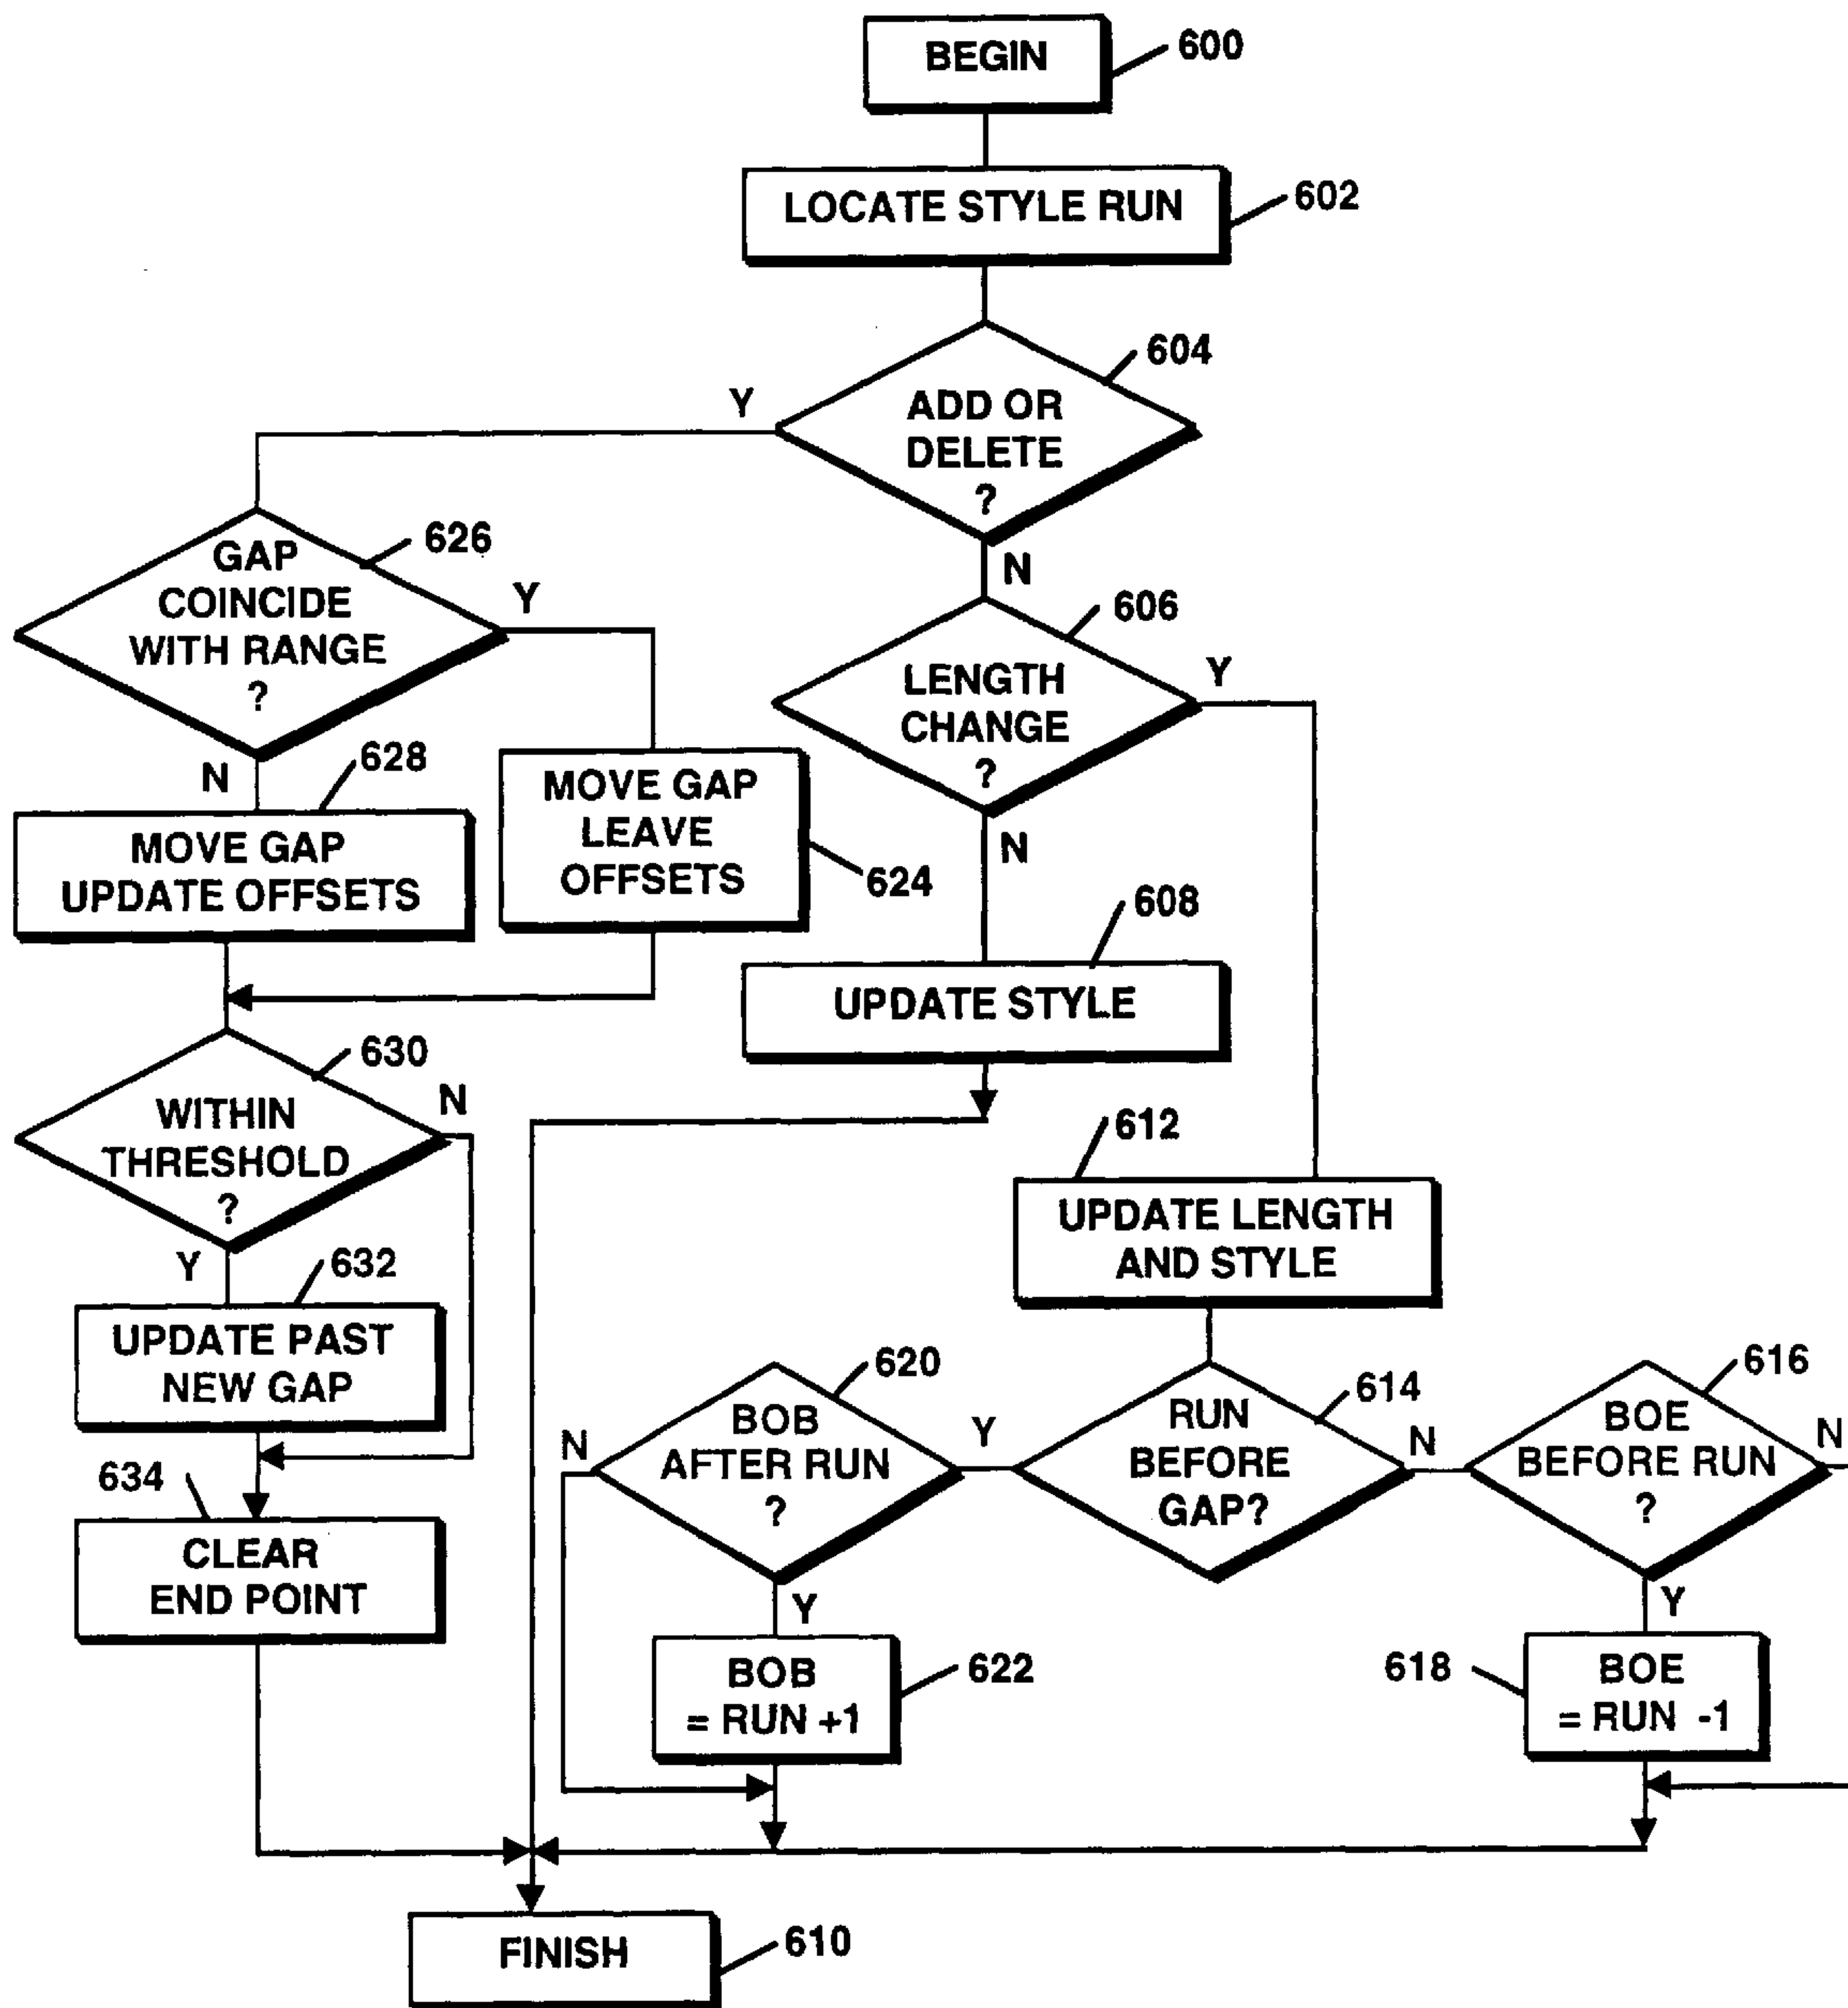 BEGIN
600
LOCATE STYLE RUN
602
604
ADD OR
DELETE
?
Y
N
626
GAP
COINCIDE
WITH RANGE
?
Y
N
606
LENGTH
CHANGE
?
Y
N
628
MOVE GAP
UPDATE OFFSETS
MOVE GAP
LEAVE
OFFSETS
624
608
UPDATE STYLE
630
WITHIN
THRESHOLD
?
N
Y
612
UPDATE LENGTH
AND STYLE
632
UPDATE PAST
NEW GAP
620
BOB
AFTER RUN
?
N
Y
614
RUN
BEFORE
GAP?
Y
N
616
BOE
BEFORE RUN
?
N
Y
634
CLEAR
END POINT
BOB
= RUN +1
622
618
BOE
= RUN -1
FINISH
610